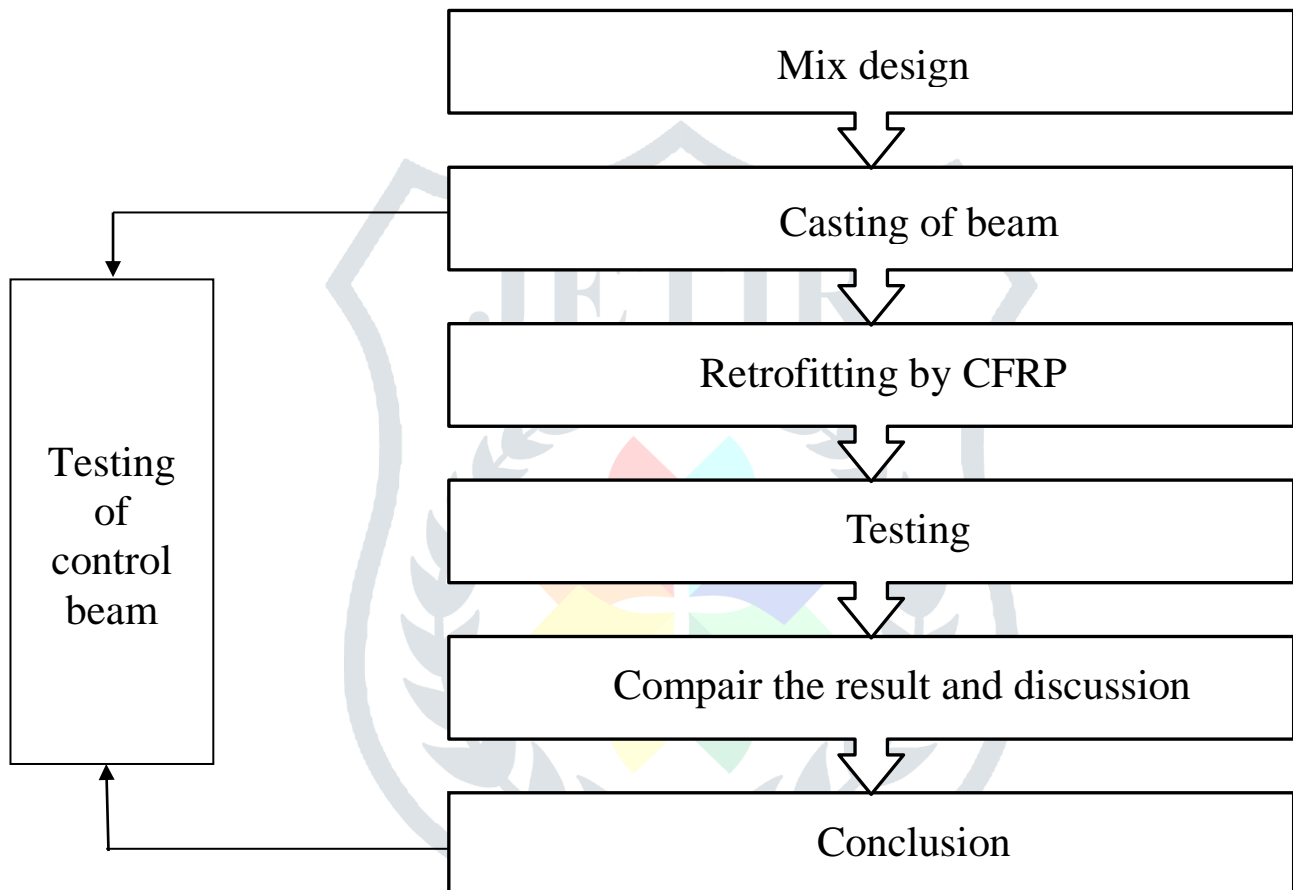 Mix design
Casting of beam
JETIR
Retrofitting by CFRP
Testing
of
control
beam
Testing
Compair the result and discussion
Conclusion